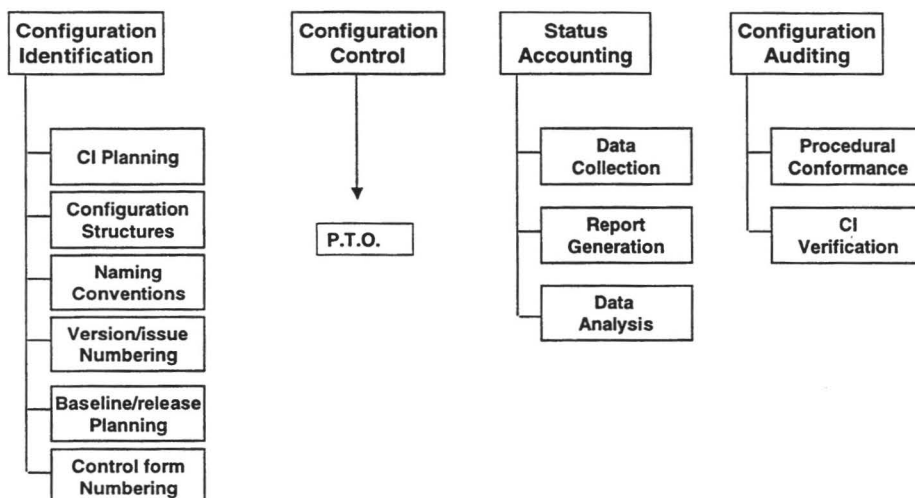 Configuration
Identification
CI Planning
Configuration
Structures
Naming
Conventions
Version/issue
Numbering
Baseline/release
Planning
Control form
Numbering
Configuration
Control
P.T.O.
Status
Accounting
Data
Collection
Report
Generation
Data
Analysis
Configuration
Auditing
Procedural
Conformance
CI
Verification